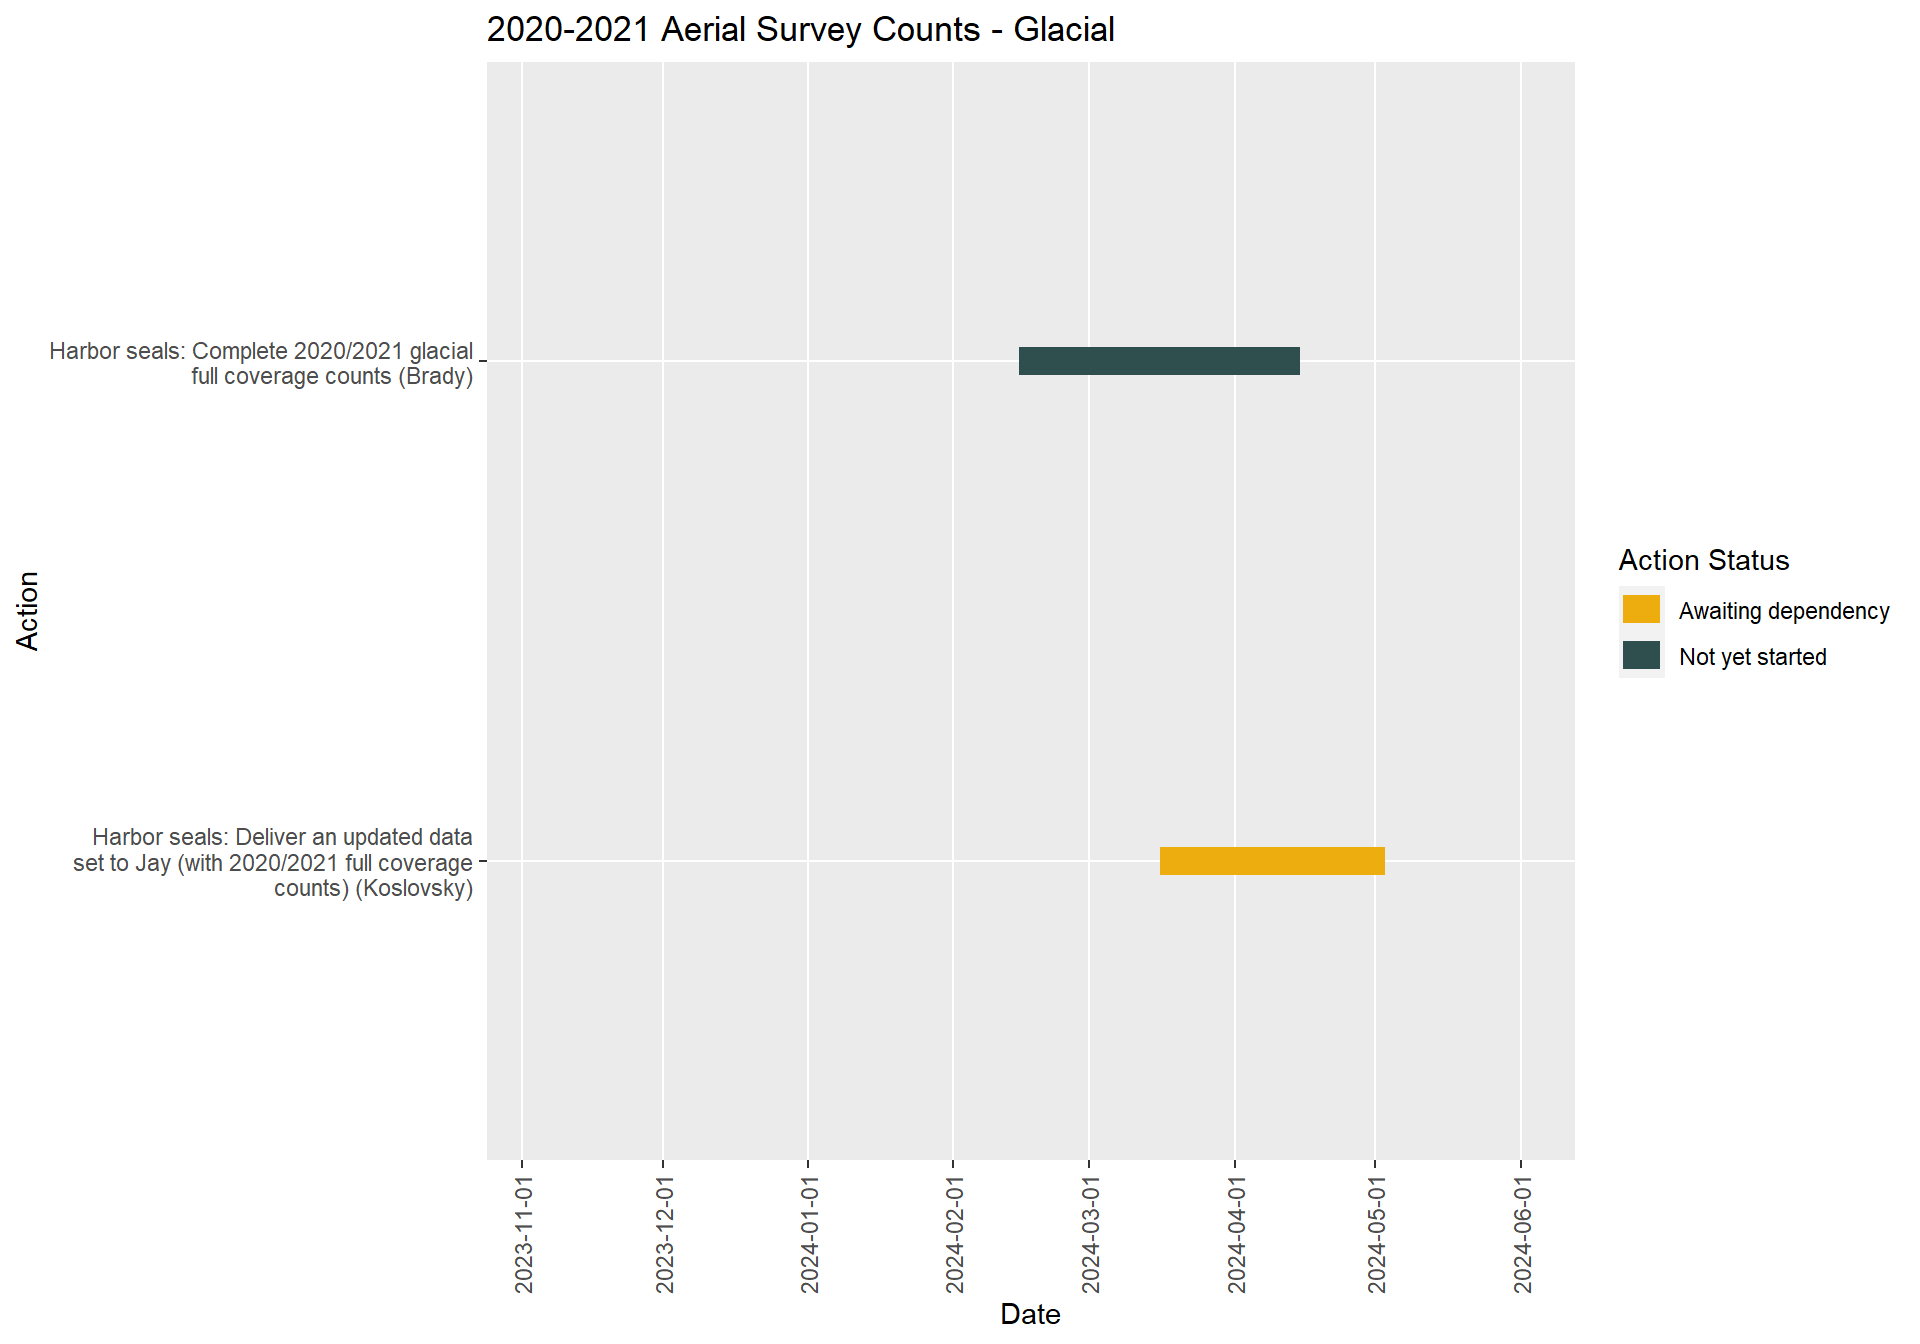 2020-2021 Aerial Survey Counts - Glacial
Action
Harbor seals: Complete 2020/2021 glacial
full coverage counts (Brady)
Harbor seals: Deliver an updated data
set to Jay (with 2020/2021 full coverage
counts) (Koslovsky)
2023-11-01
2023-12-01
2024-01-01
2024-02-01
2024-03-01
2024-04-01
2024-05-01
2024-06-01
Date
Action Status
Awaiting dependency
Not yet started